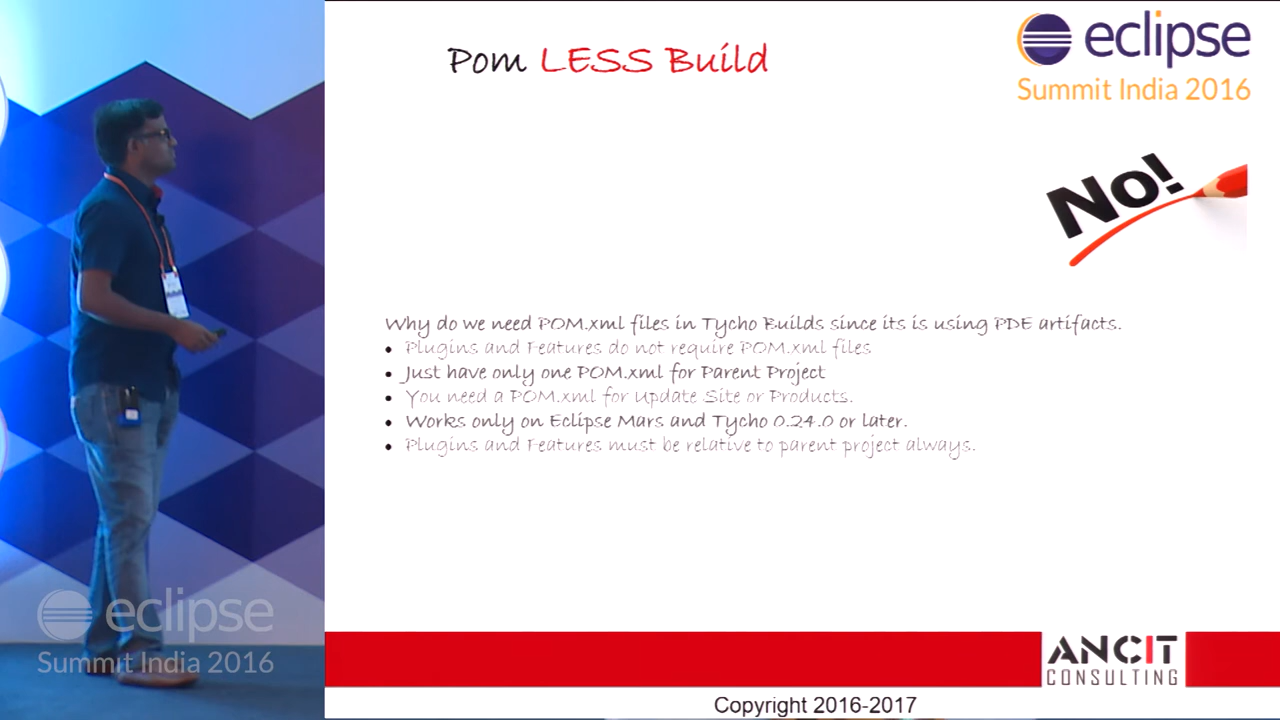 Pom LESS Build
eclipse
Summit India 2016
No!
Why do we need POM.xml files in Tycho Builds since its is using PDE artifacts.
• Plugins and Features do not require POM.xml files
• Just have only one POM.xml for Parent Project
• You need a POM.xml for Update Site or Products.
• Works only on Eclipse Mars and Tycho 0.24.0 or later.
• Plugins and Features must be relative to parent project always.
eclipse
Summit India 2016
ANCIT
CONSULTING
Copyright 2016-2017